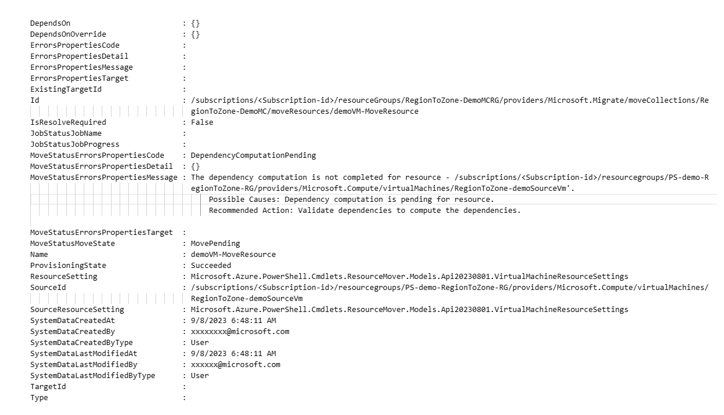 DependsOn : {}
DependsOnOverride : {}
ErrorsPropertiesCode :
ErrorsPropertiesDetail :
ErrorsPropertiesMessage :
ErrorsPropertiesTarget :
ExistingTargetId :
Id : /subscriptions/<Subscription-id>/resourceGroups/RegionToZone-DemoMCRG/providers/Microsoft.Migrate/moveCollections/Re
gionToZone-DemoMC/moveResources/demoVM-MoveResource
IsResolveRequired : False
JobStatusJobName :
JobStatusJobProgress :
MoveStatusErrorsPropertiesCode : DependencyComputationPending
MoveStatusErrorsPropertiesDetail : {}
MoveStatusErrorsPropertiesMessage : The dependency computation is not completed for resource - /subscriptions/<Subscription-id>/resourcegroups/PS-demo-R
egionToZone-RG/providers/Microsoft.Compute/virtualMachines/RegionToZone-demoSourceVm'.
Possible Causes: Dependency computation is pending for resource.
Recommended Action: Validate dependencies to compute the dependencies.
MoveStatusErrorsPropertiesTarget :
MoveStatusMoveState : MovePending
Name : demoVM-MoveResource
ProvisioningState : Succeeded
ResourceSetting : Microsoft.Azure.PowerShell.Cmdlets.ResourceMover.Models.Api20230801.VirtualMachineResourceSettings
SourceId : /subscriptions/<Subscription-id>/resourcegroups/PS-demo-RegionToZone-RG/providers/Microsoft.Compute/virtualMachines/
RegionToZone-demoSourceVm
SourceResourceSetting : Microsoft.Azure.PowerShell.Cmdlets.ResourceMover.Models.Api20230801.VirtualMachineResourceSettings
SystemDataCreatedAt : 9/8/2023 6:48:11 AM
SystemDataCreatedBy : xxxxxxxx@microsoft.com
SystemDataCreatedByType : User
SystemDataLastModifiedAt : 9/8/2023 6:48:11 AM
SystemDataLastModifiedBy : xxxxxx@microsoft.com
SystemDataLastModifiedByType : User
TargetId :
Type :